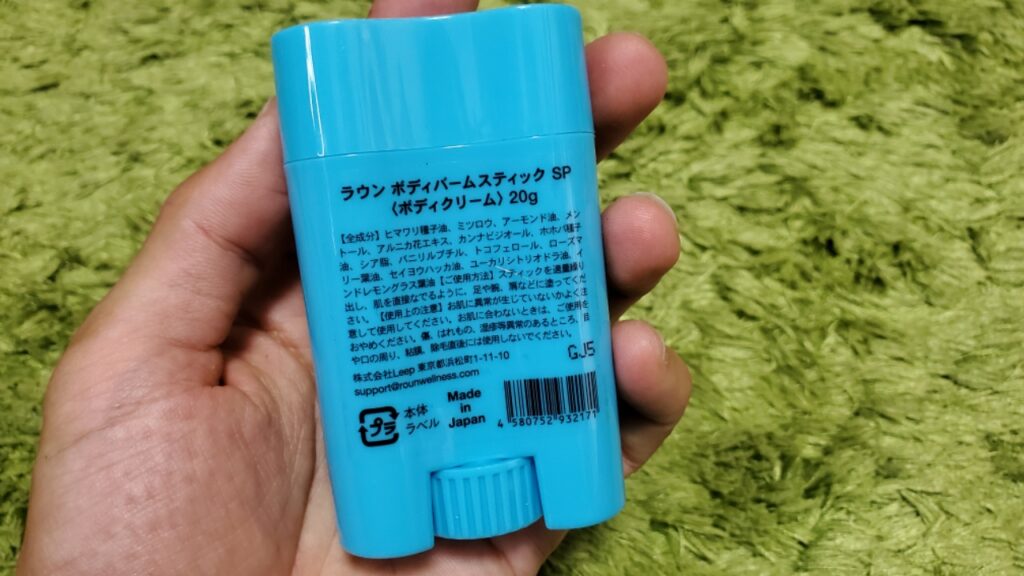 ラウン ボディバームスティック SP
〈ボディクリーム〉20g
【全成分】ヒマワリ種子油、ミツロウ、アーモンド油、メン
トール、アルニカ花エキス、カンナビジオール、ホホバ種子
油、シア脂、バニリルブチル、トコフェロール、ローズマ
リー葉油、セイヨウハッカ油、ユーカリシトリオドラ油、イ
ンドレモングラス葉油【ご使用方法】スティックを適量繰り
出し、肌を直接なでるように、足や腕、肩などに塗ってくだ
さい。【使用上の注意】お肌に異常が生じていないかよく注
意して使用してください。お肌に合わないときは、ご使用を
おやめください。傷、はれもの、湿疹等異常のあるところ、目
や口の周り、粘膜、除毛直後には使用しないでください。
株式会社Leep 東京都浜松町1-11-10
support@rounwellness.com
GJ5
プラ
本体
ラベル
Made
in
Japan
4 580752 932171